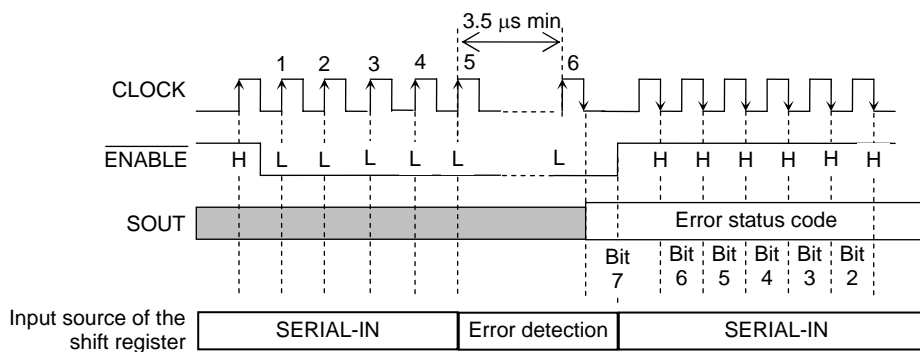 3.5 μs min
1 2 3 4 5 6
CLOCK
ENABLE H L L L L L L H H H H H H
SOUT Error status code
Bit 7 Bit 6 Bit 5 Bit 4 Bit 3 Bit 2
Input source of the
shift register
SERIAL-IN Error detection SERIAL-IN